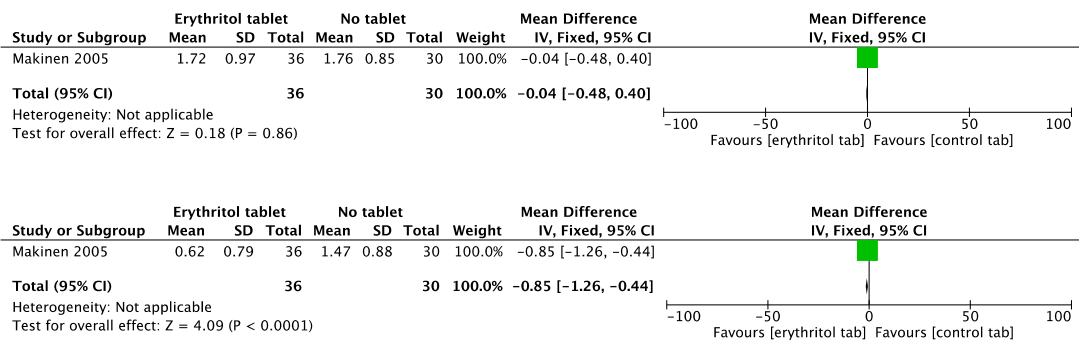 Erythritol tablet No tablet Mean Difference Mean Difference
Study or Subgroup Mean SD Total Mean SD Total Weight IV, Fixed, 95% CI IV, Fixed, 95% CI
Makinen 2005 1.72 0.97 36 1.76 0.85 30 100.0% −0.04 [−0.48, 0.40]
Total (95% CI) 36 30 100.0% −0.04 [−0.48, 0.40]
Heterogeneity: Not applicable
Test for overall effect: Z = 0.18 (P = 0.86)
−100 −50 0 50 100
Favours [erythritol tab] Favours [control tab]
Erythritol tablet No tablet Mean Difference Mean Difference
Study or Subgroup Mean SD Total Mean SD Total Weight IV, Fixed, 95% CI IV, Fixed, 95% CI
Makinen 2005 0.62 0.79 36 1.47 0.88 30 100.0% −0.85 [−1.26, −0.44]
Total (95% CI) 36 30 100.0% −0.85 [−1.26, −0.44]
Heterogeneity: Not applicable
Test for overall effect: Z = 4.09 (P < 0.0001)
−100 −50 0 50 100
Favours [erythritol tab] Favours [control tab]